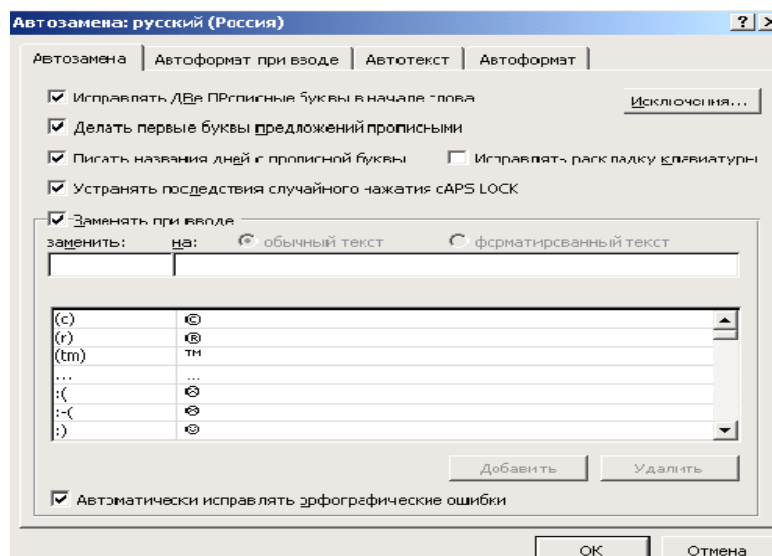 Автозамена: русский (Россия)
Автозамена Автоформат при вводе Автотекст Автоформат
Исправлять ДВе ПРописные буквы в начале слова Исключения...
Делать первые буквы предложений прописными
Писать названия дней с прописной буквы Исправлять раскладку клавиатуры
Устранять последствия случайного нажатия cAPS LOCK
Заменять при вводе
заменить: на: обычный текст форматированный текст
(c) ©
(r) ®
(tm) ™
... ...
:( ☹
:-( ☹
:) ☺
Добавить Удалить
Автоматически исправлять орфографические ошибки
ОК Отмена